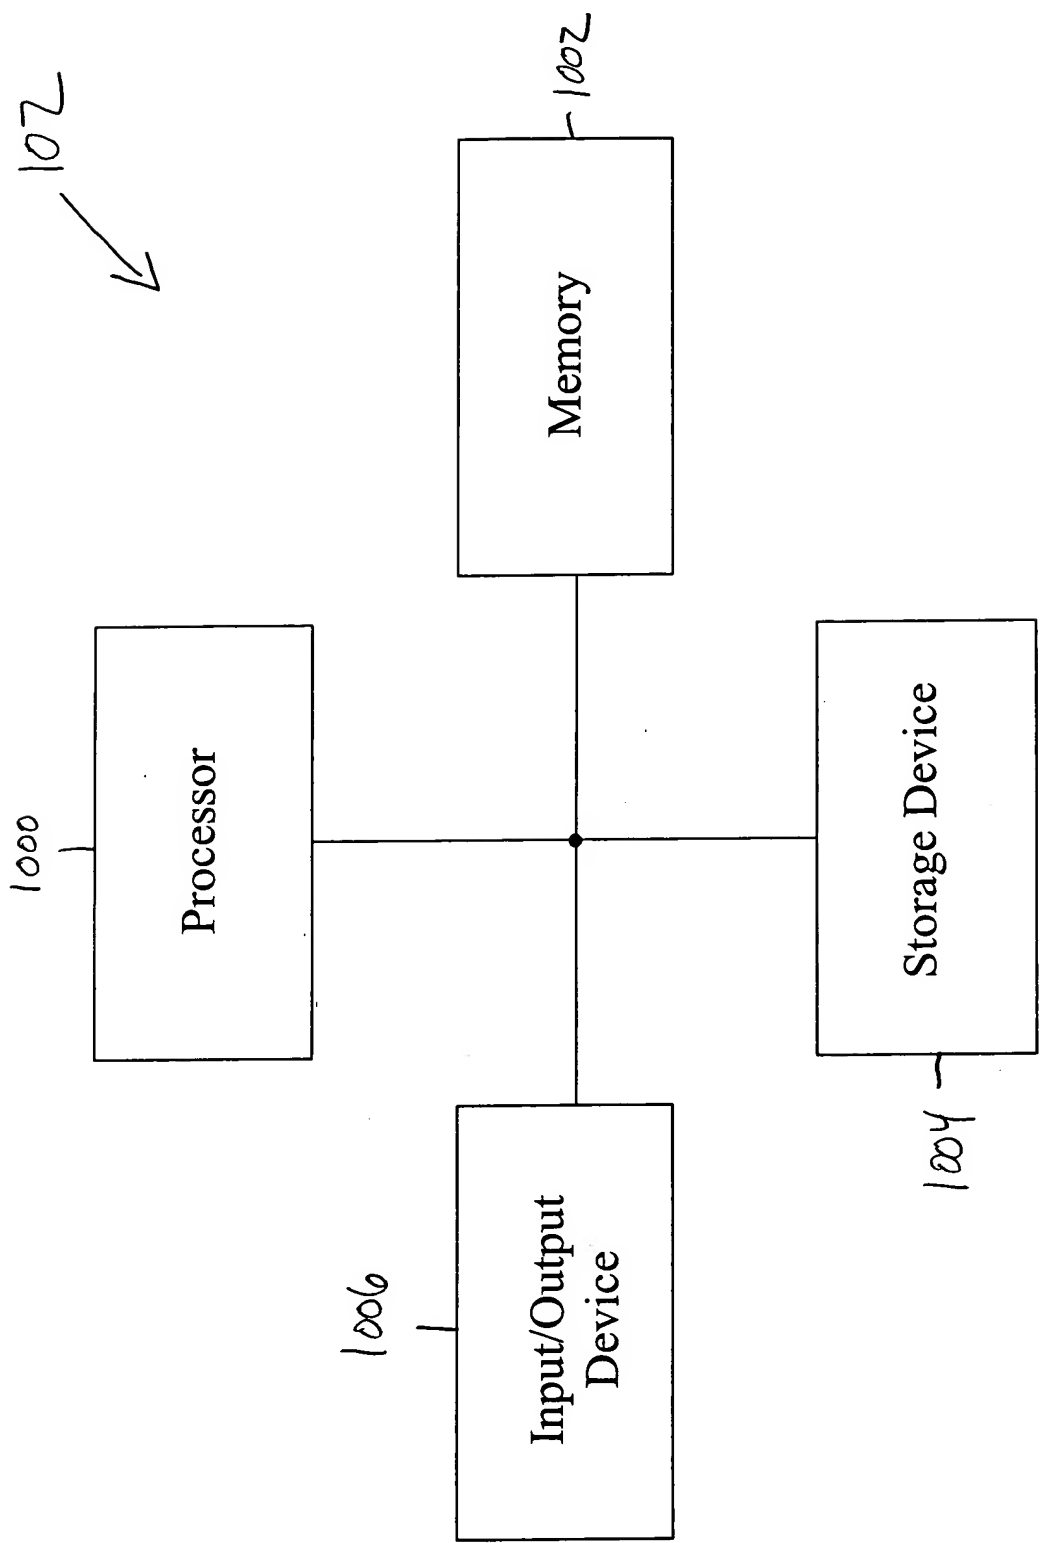 102
1000
Processor
1006
Input/Output
Device
Memory
1002
Storage Device
1004